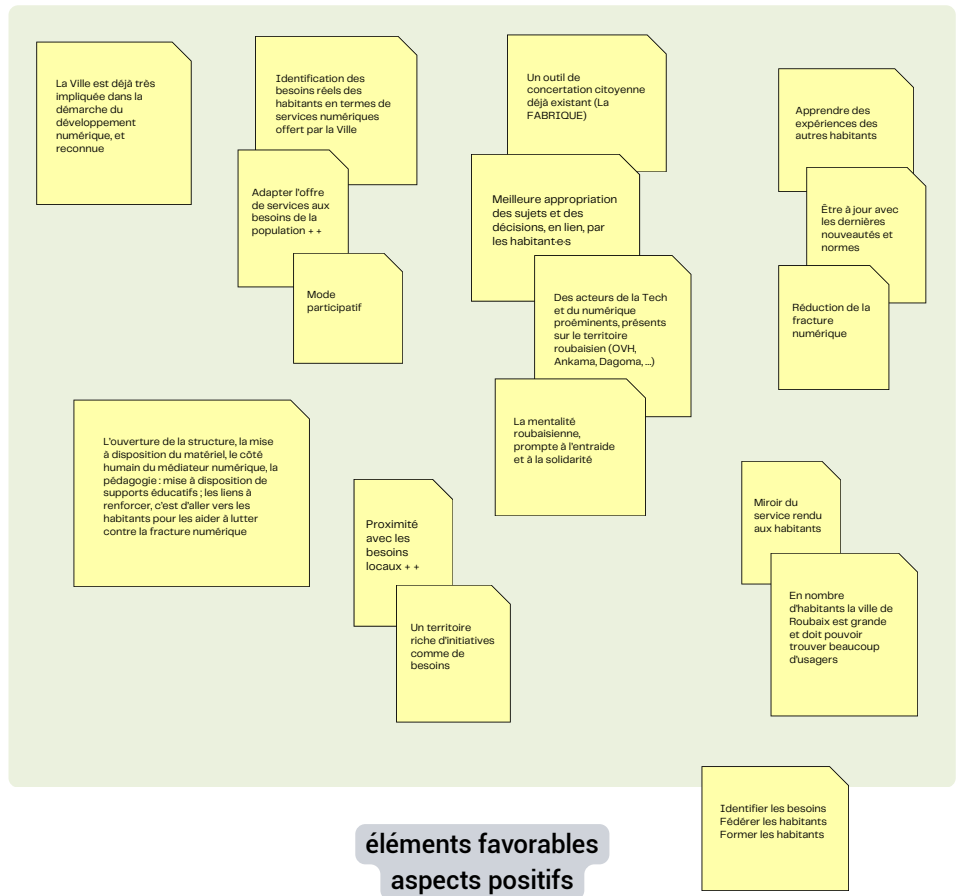 La Ville est déjà très
impliquée dans la
démarche du
développement
numérique, et
reconnue
Identification des
besoins réels des
habitants en termes de
services numériques
offert par la Ville
Adapter l'offre
de services aux
besoins de la
population + +
Mode
participatif
Un outil de
concertation citoyenne
déjà existant (La
FABRIQUE)
Meilleure appropriation
des sujets et des
décisions, en lien, par
les habitant·e·s
Des acteurs de la Tech
et du numérique
proéminents, présents
sur le territoire
roubaisien (OVH,
Ankama, Dagoma, ...)
La mentalité
roubaisienne,
prompte à l'entraide
et à la solidarité
Apprendre des
expériences des
autres habitants
Être à jour avec
les dernières
nouveautés et
normes
Réduction de la
fracture
numérique
L'ouverture de la structure, la mise
à disposition du matériel, le côté
humain du médiateur numérique, la
pédagogie : mise à disposition de
supports éducatifs ; les liens à
renforcer, c'est d'aller vers les
habitants pour les aider à lutter
contre la fracture numérique
Proximité
avec les
besoins
locaux + +
Un territoire
riche d'initiatives
comme de
besoins
Miroir du
service rendu
aux habitants
En nombre
d'habitants la ville de
Roubaix est grande
et doit pouvoir
trouver beaucoup
d'usagers
Identifier les besoins
Fédérer les habitants
Former les habitants
éléments favorables
aspects positifs